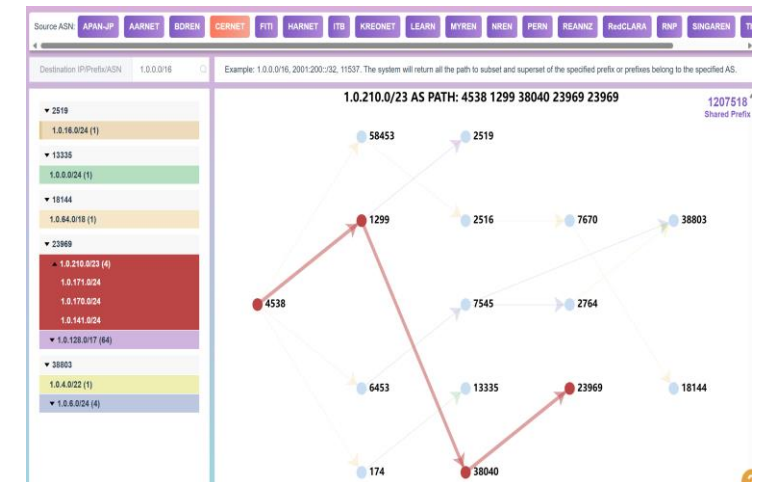 Source ASN: APAN-JP AARNET BDREN CERNET FITI HARNET ITB KREONET LEARN MYREN NREN PERN REANNZ RedCLARA RNP SINGAREN
Destination IP/Prefix/ASN 1.0.0.0/16 Example: 1.0.0.0/16, 2001:200::/32, 11537. The system will return all the path to subset and superset of the specified prefix or prefixes belong to the specified AS.
1.0.210.0/23 AS PATH: 4538 1299 38040 23969 23969
1207518
Shared Prefix
2519
1.0.16.0/24 (1)
13335
1.0.0.0/24 (1)
18144
1.0.64.0/18 (1)
23969
1.0.210.0/23 (4)
1.0.171.0/24
1.0.170.0/24
1.0.141.0/24
1.0.128.0/17 (64)
38803
1.0.4.0/22 (1)
1.0.6.0/24 (4)
58453 2519
1299 2516 7670 38803
4538 7545 2764
6453 13335 23969 18144
174 38040